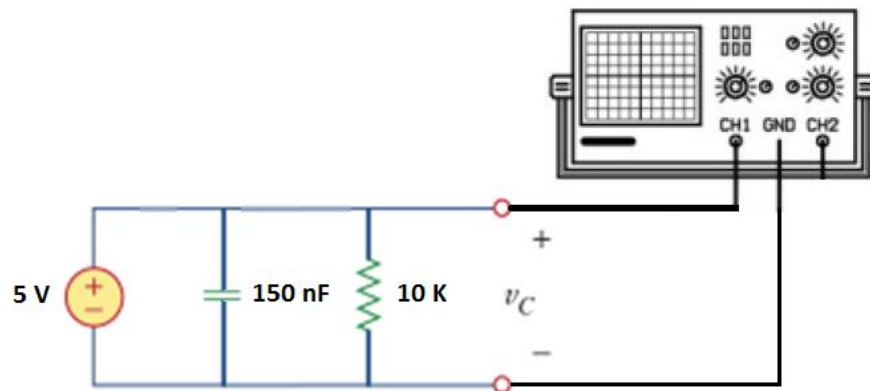 CH1 GND CH2
+
5 V
+
−
150 nF
10 K
vC
−